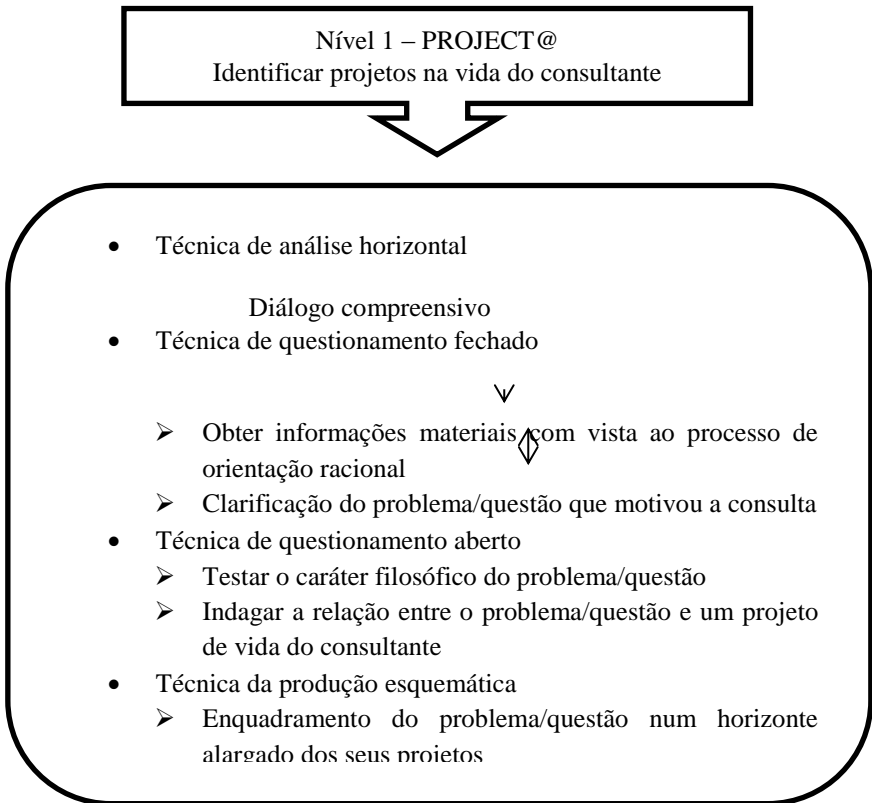 Nível 1 – PROJECT@
Identificar projetos na vida do consultante
• Técnica de análise horizontal
Diálogo compreensivo
• Técnica de questionamento fechado
➢ Obter informações materiais com vista ao processo de
orientação racional
➢ Clarificação do problema/questão que motivou a consulta
• Técnica de questionamento aberto
➢ Testar o caráter filosófico do problema/questão
➢ Indagar a relação entre o problema/questão e um projeto
de vida do consultante
• Técnica da produção esquemática
➢ Enquadramento do problema/questão num horizonte
alargado dos seus projetos